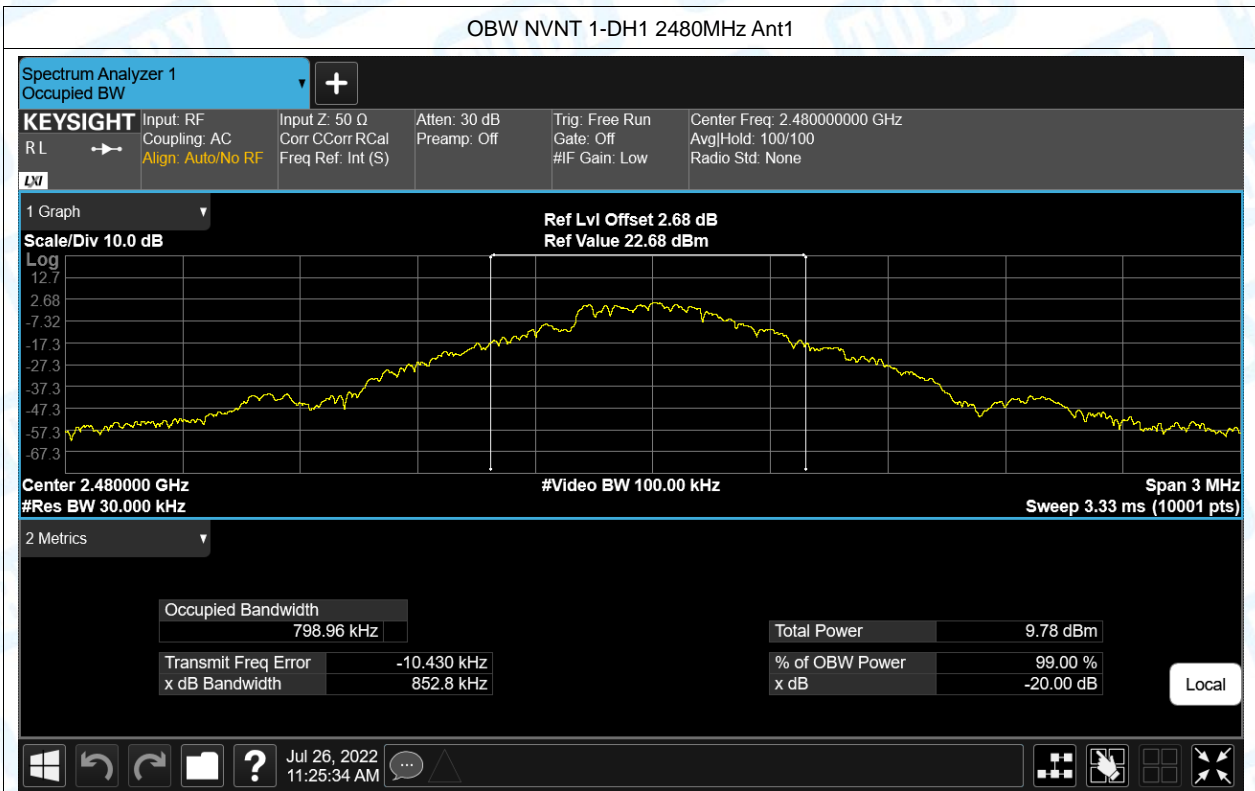 OBW NVNT 1-DH1 2480MHz Ant1
Spectrum Analyzer 1
Occupied BW
KEYSIGHT
R L
LXI
Input: RF
Coupling: AC
Align: Auto/No RF
Input Z: 50 Ω
Corr CCorr RCal
Freq Ref: Int (S)
Atten: 30 dB
Preamp: Off
Trig: Free Run
Gate: Off
#IF Gain: Low
Center Freq: 2.480000000 GHz
Avg|Hold: 100/100
Radio Std: None
1 Graph
Scale/Div 10.0 dB
Ref Lvl Offset 2.68 dB
Ref Value 22.68 dBm
Log
12.7
2.68
-7.32
-17.3
-27.3
-37.3
-47.3
-57.3
-67.3
Center 2.480000 GHz
#Res BW 30.000 kHz
#Video BW 100.00 kHz
Span 3 MHz
Sweep 3.33 ms (10001 pts)
2 Metrics
Occupied Bandwidth
798.96 kHz
Total Power 9.78 dBm
Transmit Freq Error -10.430 kHz
% of OBW Power 99.00 %
x dB Bandwidth 852.8 kHz
x dB -20.00 dB
Local
?
Jul 26, 2022
11:25:34 AM